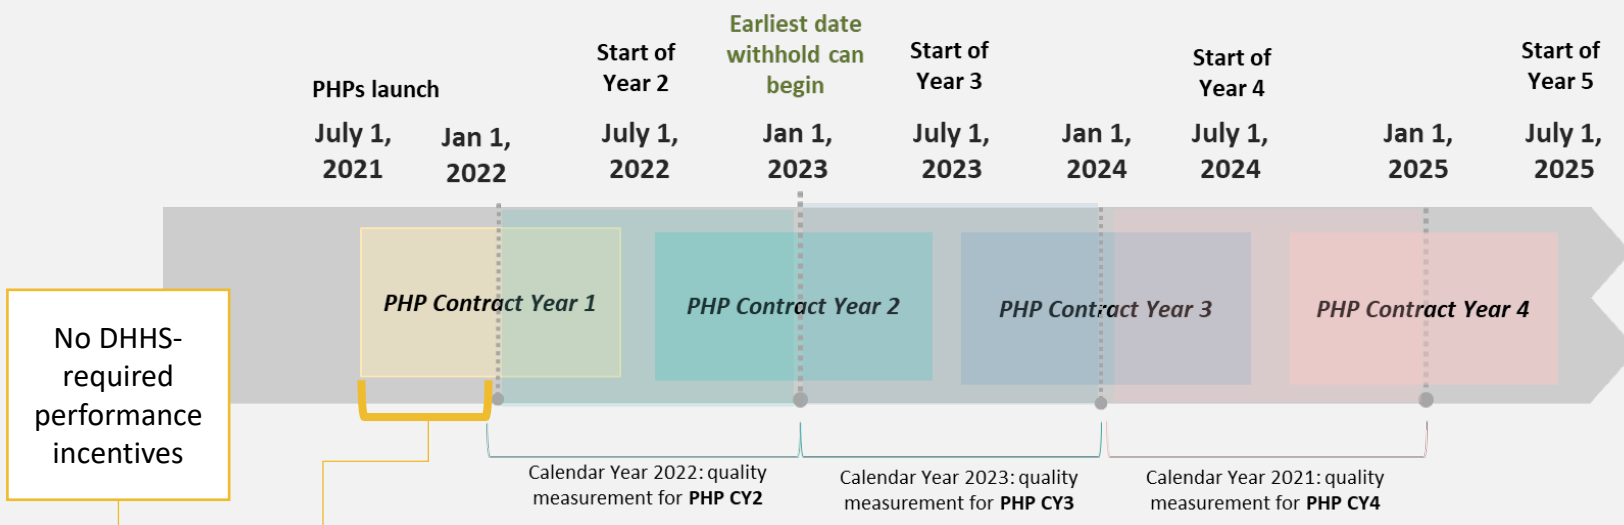 Earliest date
withhold can
begin
Start of
Year 2
Start of
Year 3
Start of
Year 4
Start of
Year 5
PHPs launch
July 1,
2021
Jan 1,
2022
July 1,
2022
Jan 1,
2023
July 1,
2023
Jan 1,
2024
July 1,
2024
Jan 1,
2025
July 1,
2025
PHP Contract Year 1
PHP Contract Year 2
PHP Contract Year 3
PHP Contract Year 4
No DHHS-
required
performance
incentives
Calendar Year 2022: quality
measurement for PHP CY2
Calendar Year 2023: quality
measurement for PHP CY3
Calendar Year 2021: quality
measurement for PHP CY4